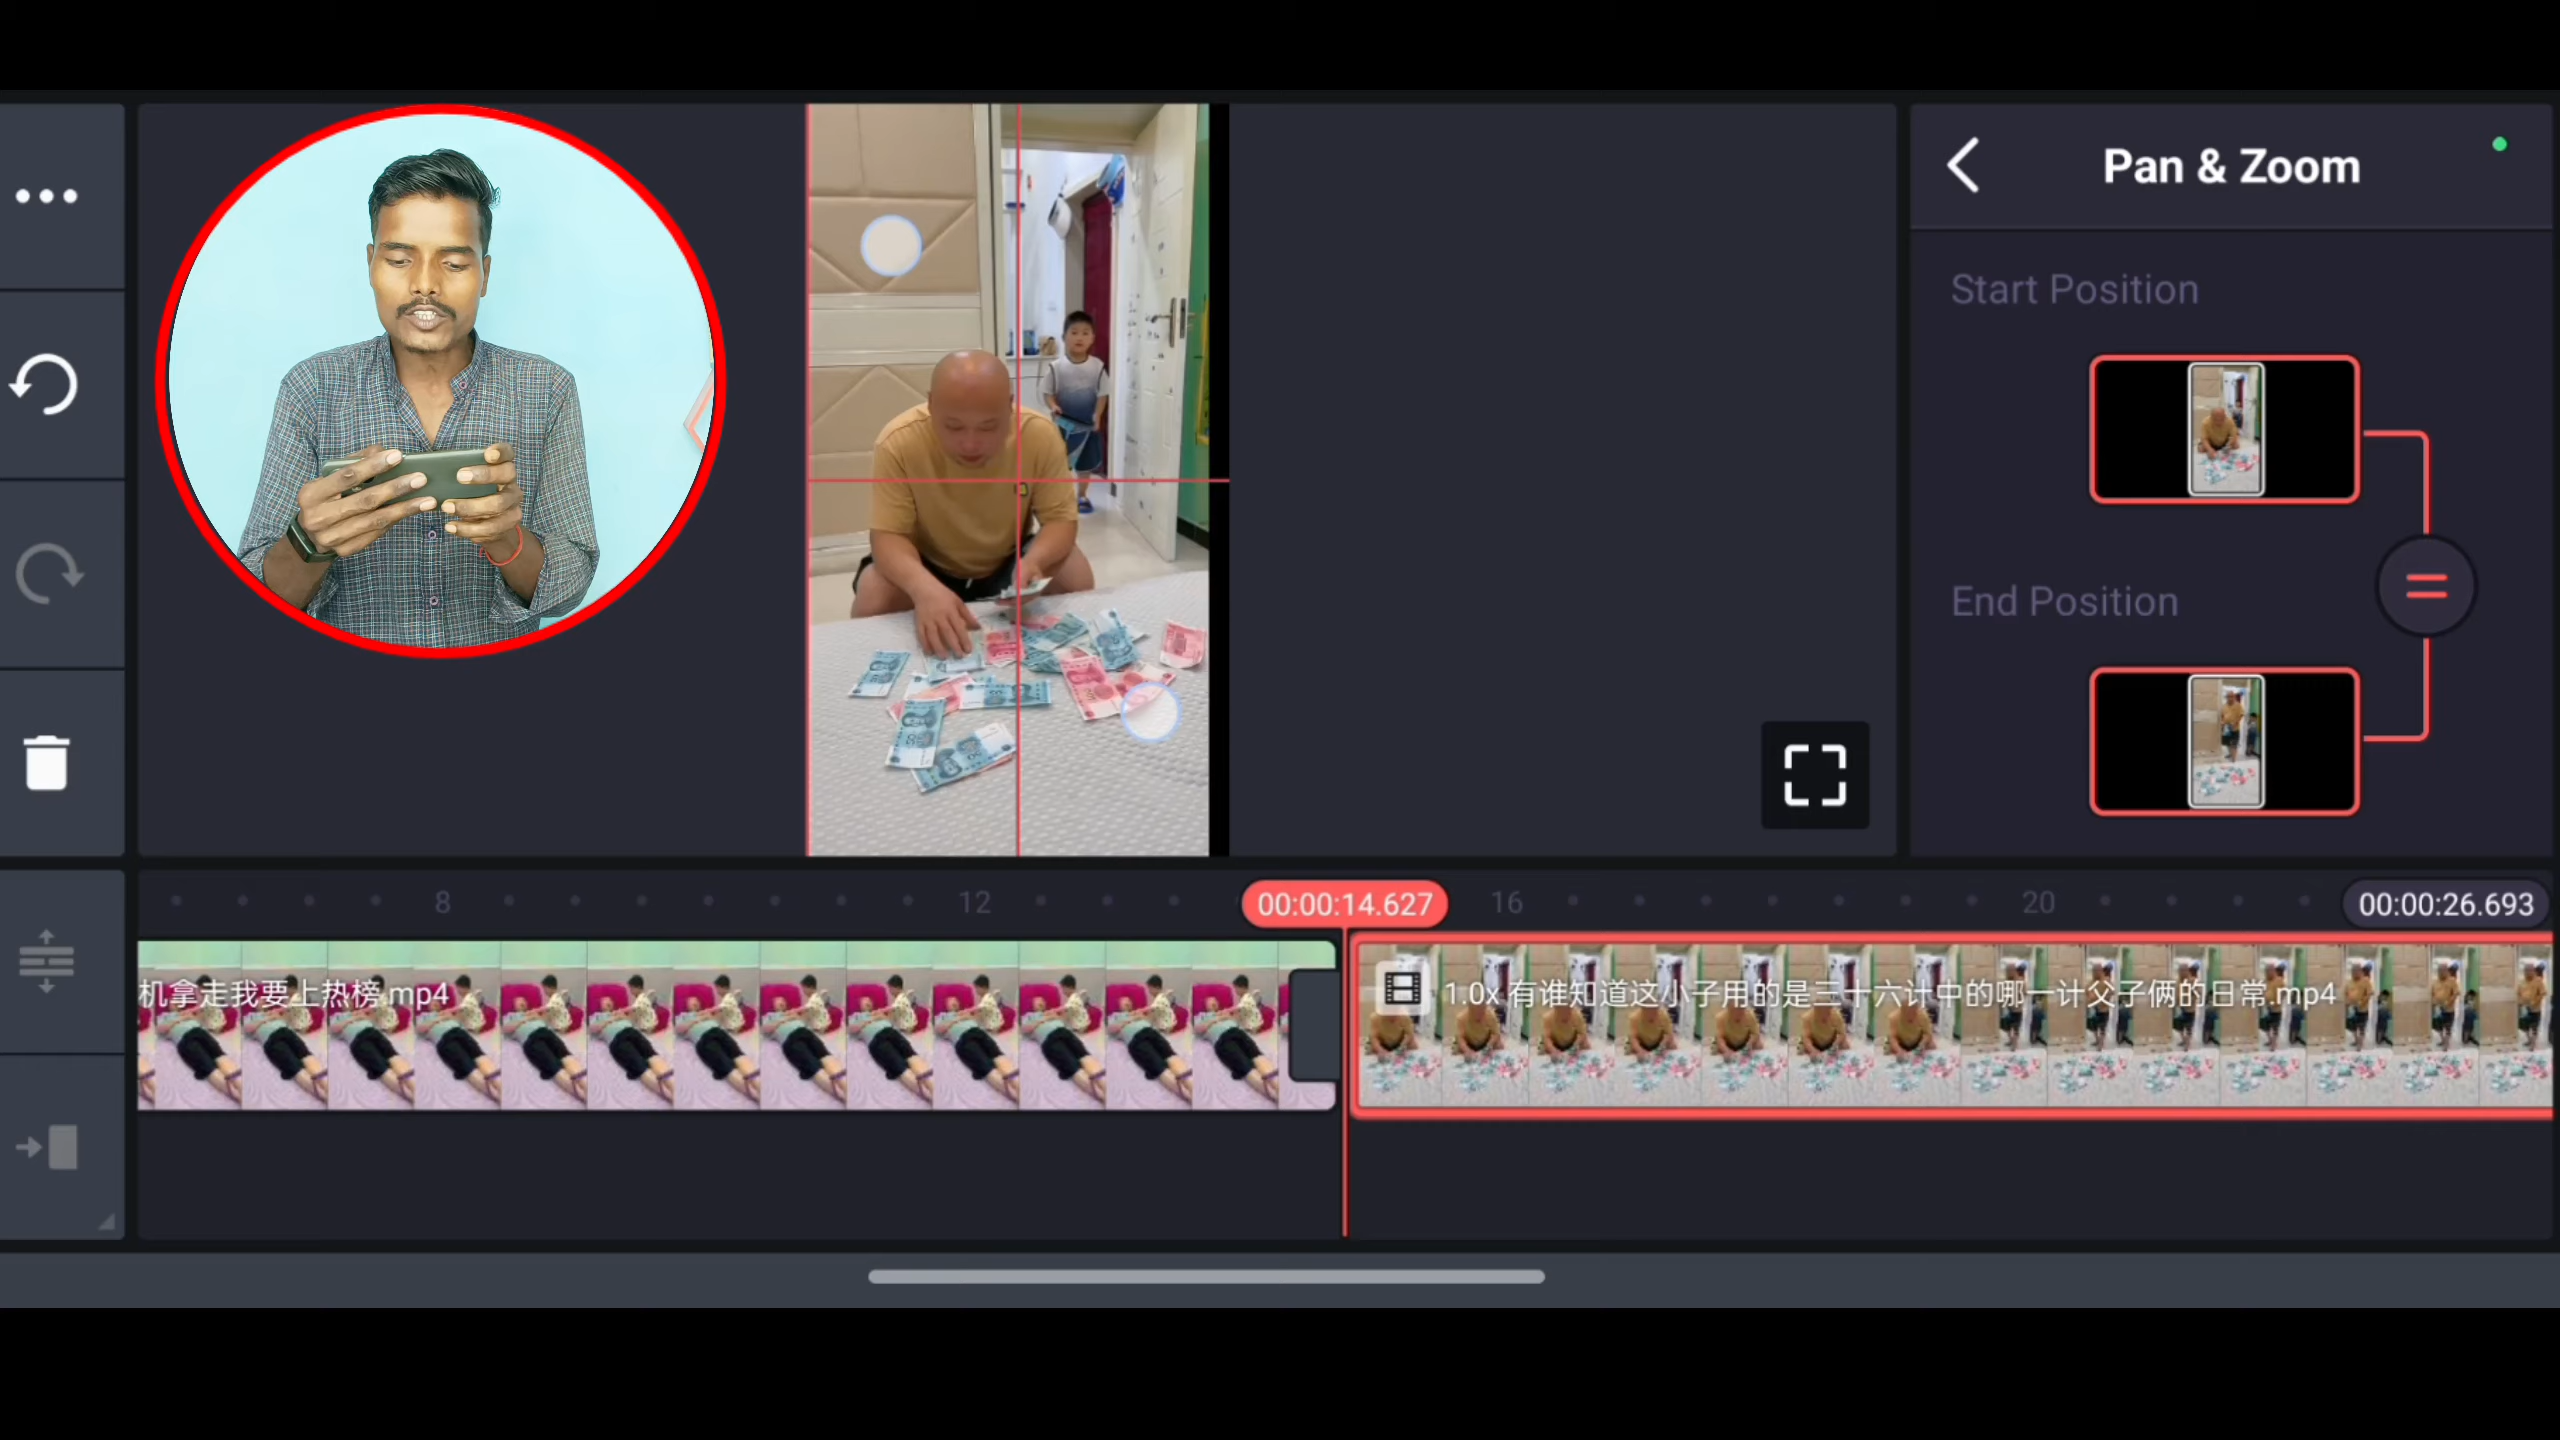 Pan & Zoom
Start Position
End Position
8
12
00:00:14.627
16
20
00:00:26.693
机拿走我要上热榜.mp4
1.0x 有谁知道这小子用的是三十六计中的哪一计父子俩的日常.mp4